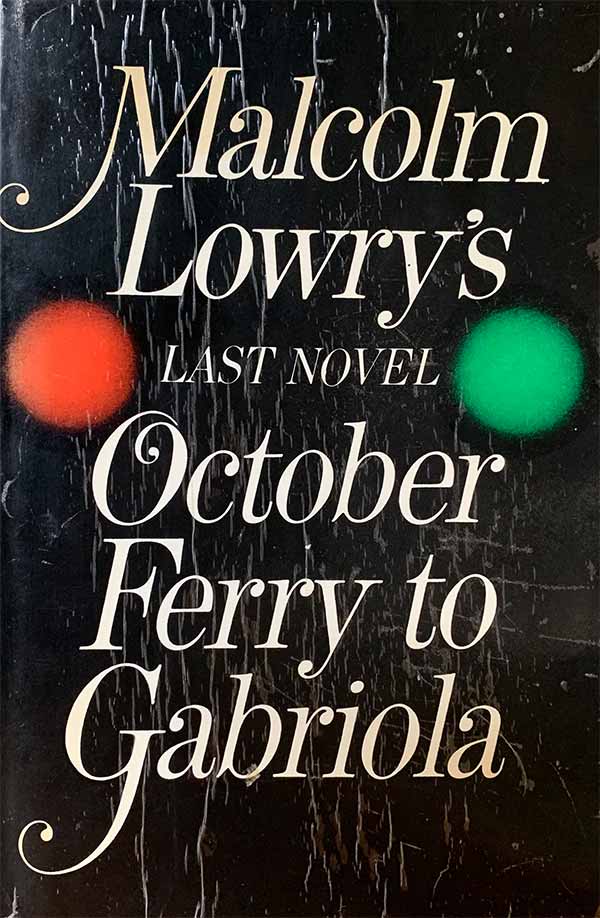 Malcolm
Lowry's
LAST NOVEL
October
Ferry to
Gabriola